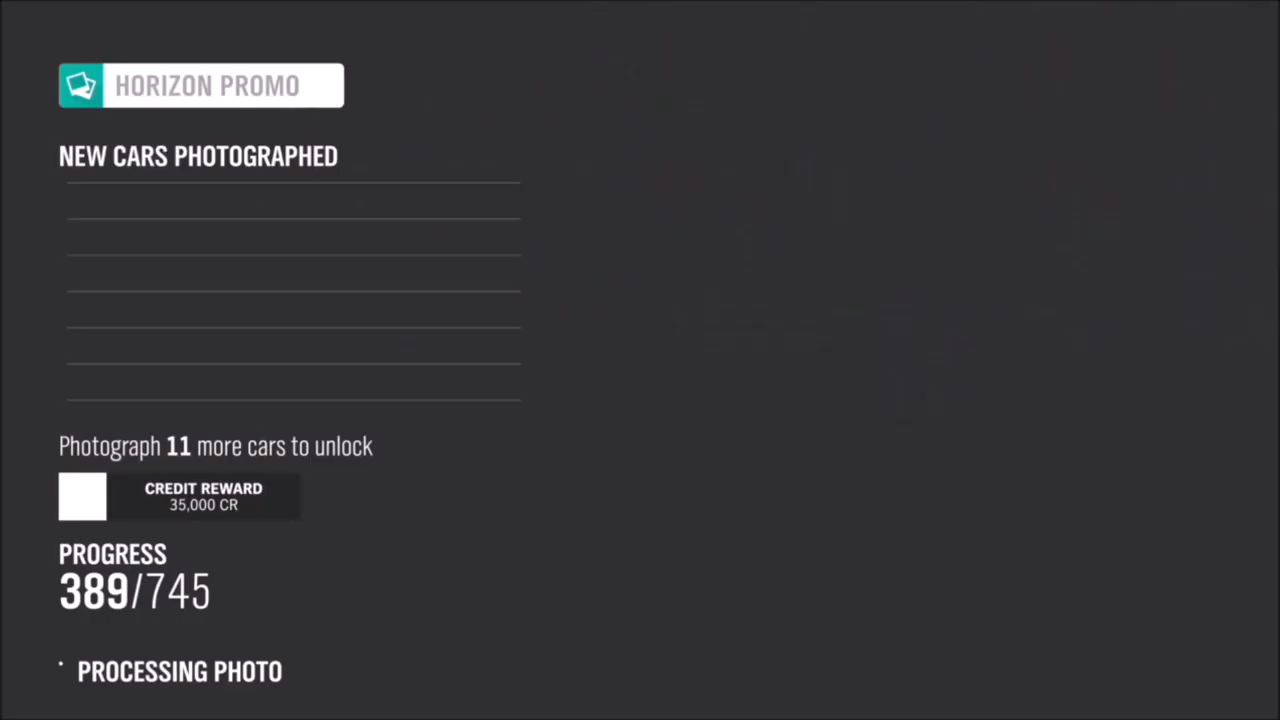 HORIZON PROMO
NEW CARS PHOTOGRAPHED
Photograph 11 more cars to unlock
CREDIT REWARD
35,000 CR
PROGRESS
389/745
PROCESSING PHOTO